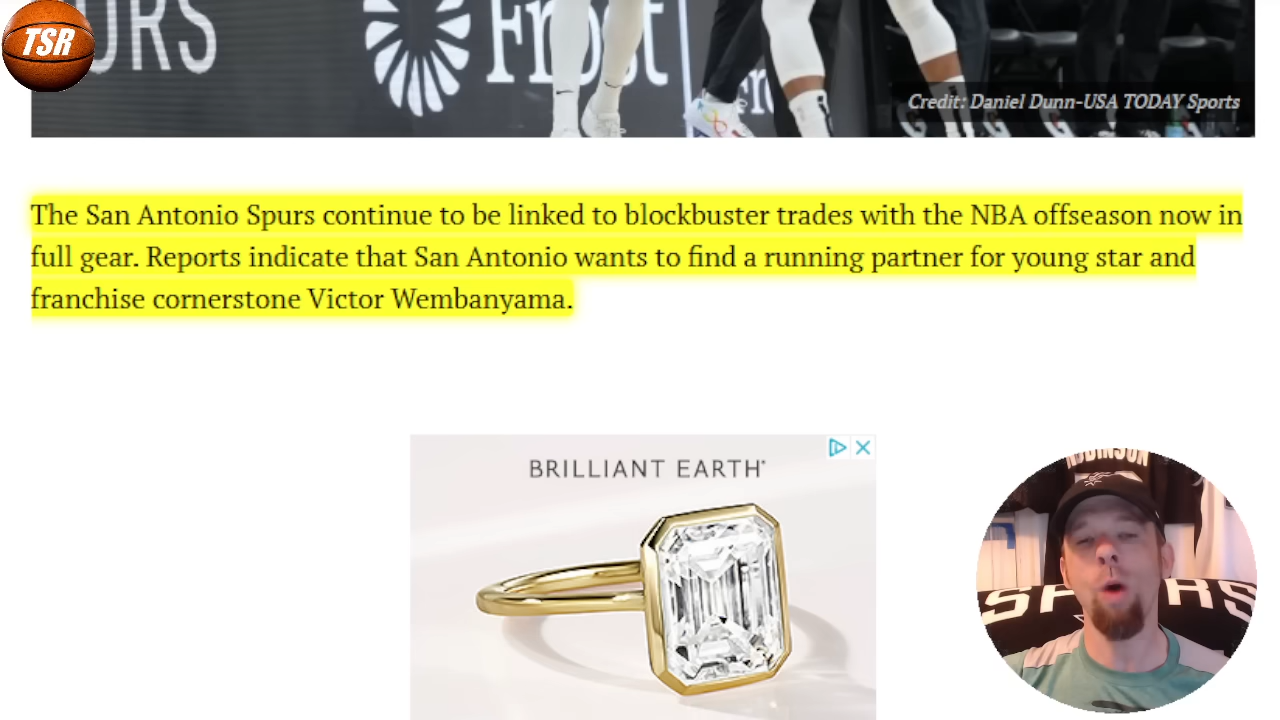 TSR
URS
Frost
Credit: Daniel Dunn-USA TODAY Sports
The San Antonio Spurs continue to be linked to blockbuster trades with the NBA offseason now in
full gear. Reports indicate that San Antonio wants to find a running partner for young star and
franchise cornerstone Victor Wembanyama.
BRILLIANT EARTH